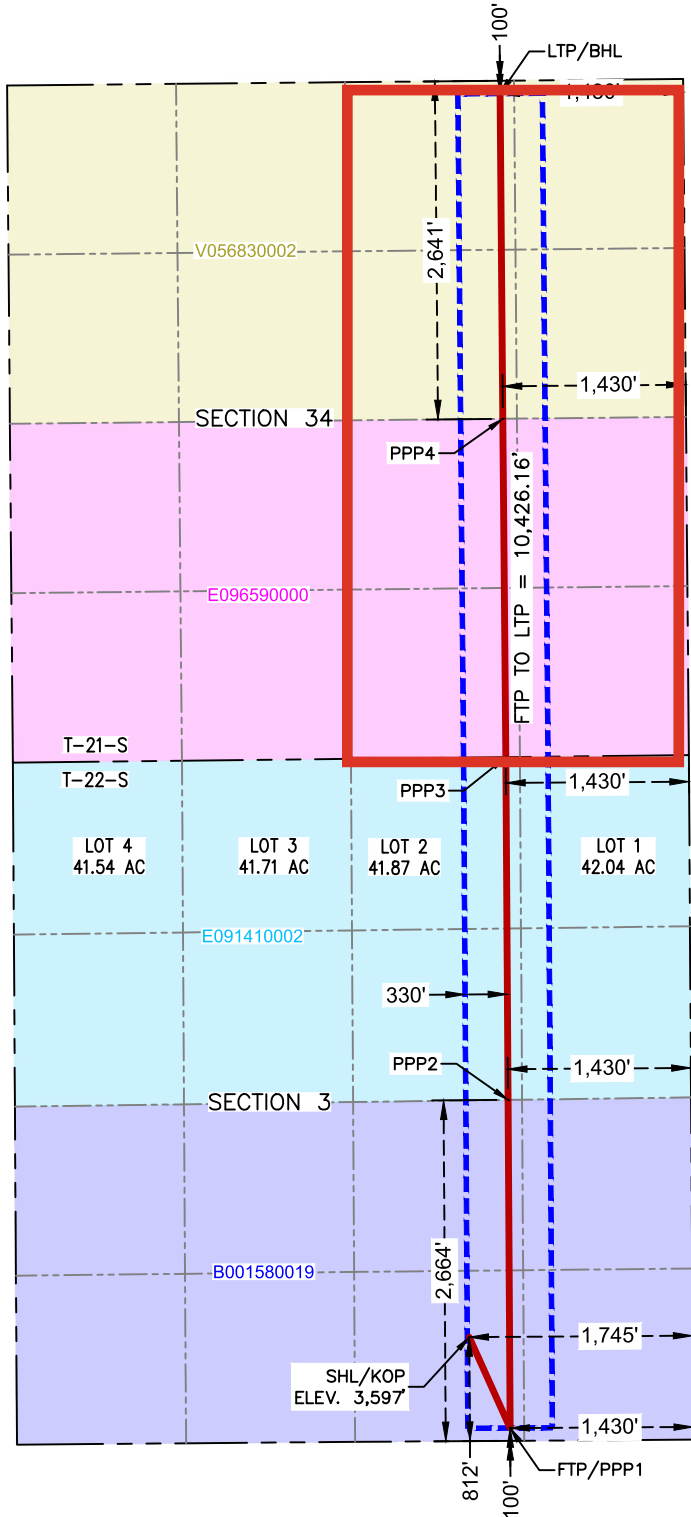 100'
LTP/BHL
1,430'
V056830002
2,641'
1,430'
SECTION 34
PPP4
FTP TO LTP = 10,426.16'
E096590000
T-21-S
T-22-S
PPP3
1,430'
LOT 4
41.54 AC
LOT 3
41.71 AC
LOT 2
41.87 AC
LOT 1
42.04 AC
E091410002
330'
PPP2
1,430'
SECTION 3
B001580019
2,664'
1,745'
SHL/KOP
ELEV. 3,597'
1,430'
FTP/PPP1
812'
100'